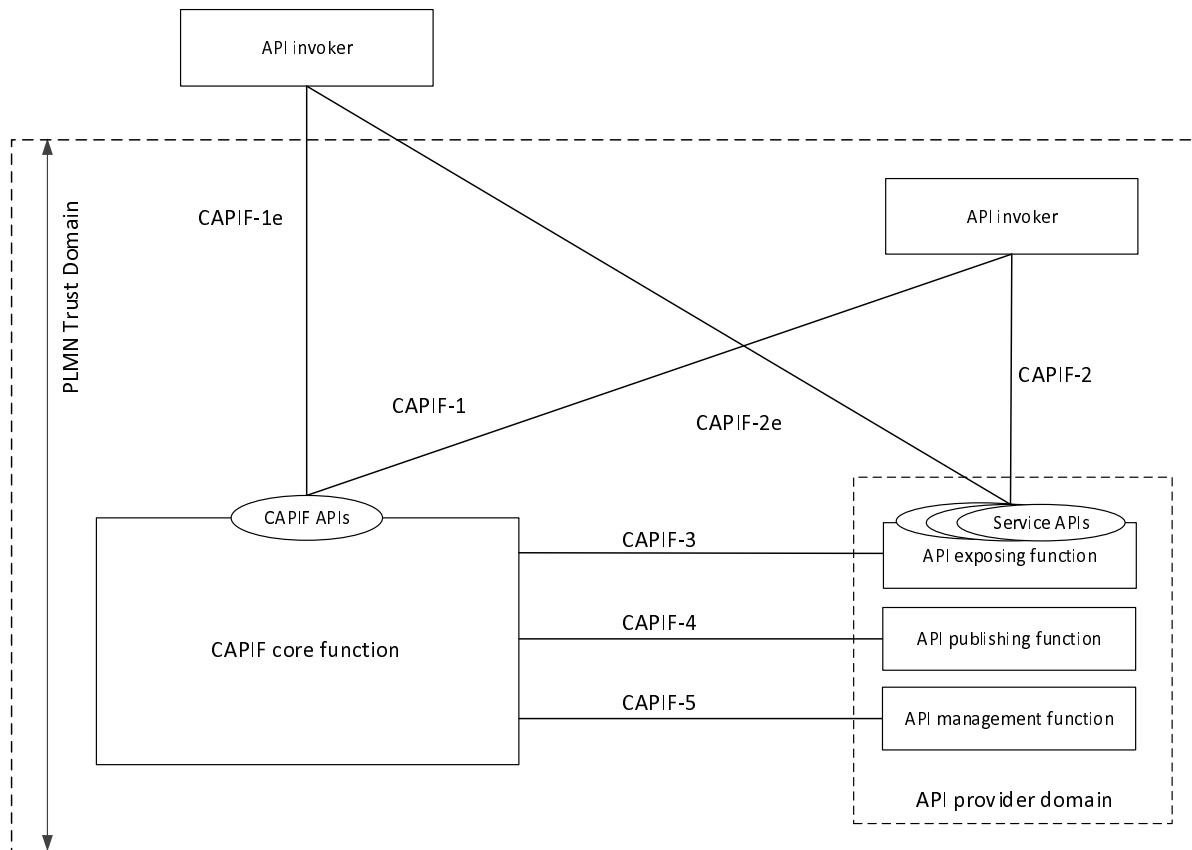 API invoker
CAPIF-1e
API invoker
PLMN Trust Domain
CAPIF-2
CAPIF-1
CAPIF-2e
CAPIF APIs
Service APIs
CAPIF-3
API exposing function
CAPIF-4
API publishing function
CAPIF core function
CAPIF-5
API management function
API provider domain